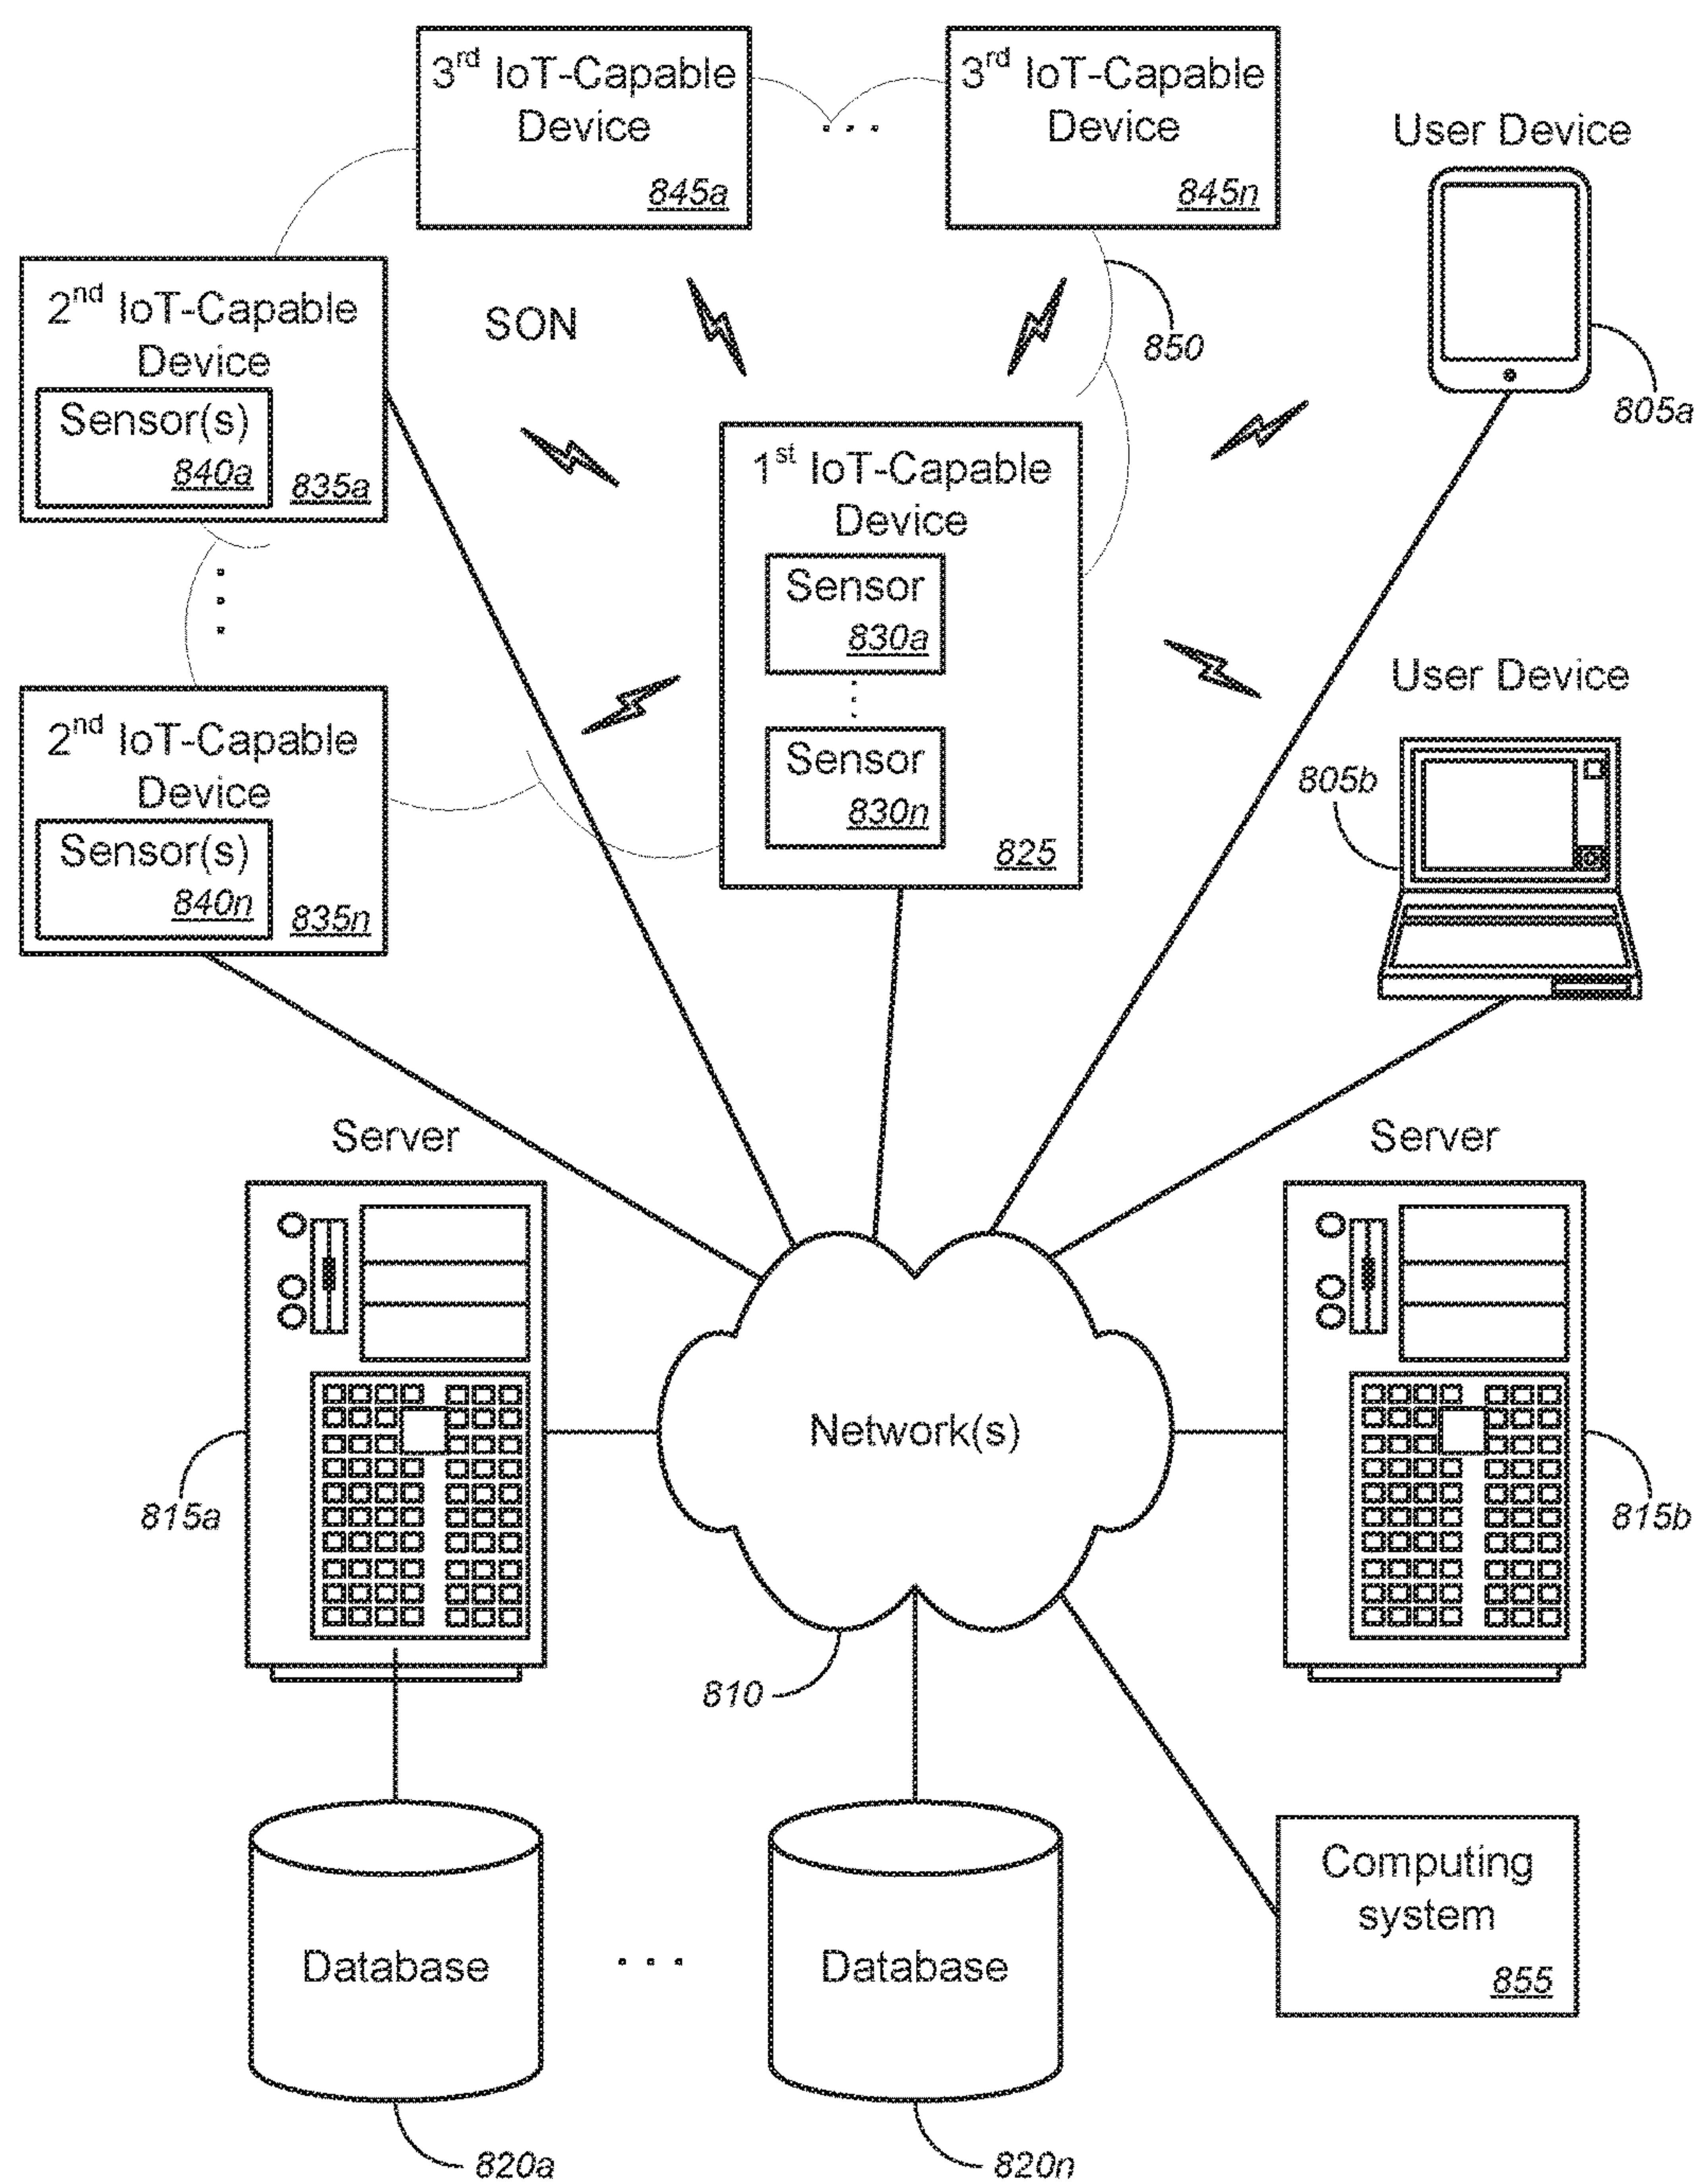 3rd IoT-Capable
Device
845a
. . .
3rd IoT-Capable
Device
845n
User Device
805a
2nd IoT-Capable
Device
Sensor(s)
840a
835a
SON
850
1st IoT-Capable
Device
Sensor
830a
Sensor
830n
825
2nd IoT-Capable
Device
Sensor(s)
840n
835n
User Device
805b
Server
815a
Server
815b
Network(s)
810
Database
820a
. . .
Database
820n
Computing
system
855